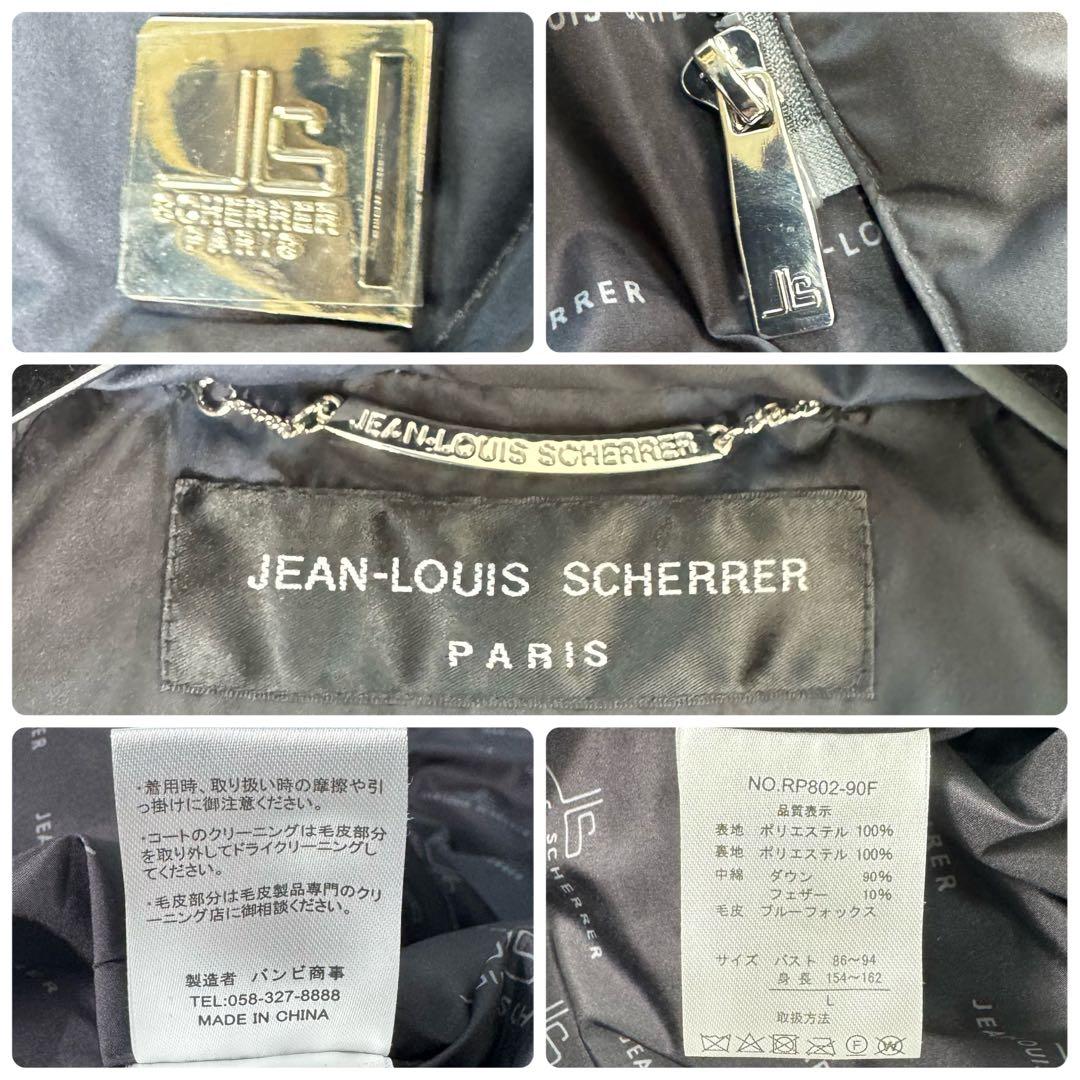 JEAN-LOUIS SCHERRER
JEAN-LOUIS SCHERRER
PARIS
・着用時、取り扱い時の摩擦や引
っ掛けに御注意ください。
・コートのクリーニングは毛皮部分
を取り外してドライクリーニングし
てください。
・毛皮部分は毛皮製品専門のクリ
ーニング店に御相談ください。
製造者 バンビ商事
TEL:058-327-8888
MADE IN CHINA
NO.RP802-90F
品質表示
表地 ポリエステル 100%
裏地 ポリエステル 100%
中綿 ダウン 90%
フェザー 10%
毛皮 ブルーフォックス
サイズ バスト 86〜94
身長 154〜162
L
取扱方法
SCHERRER